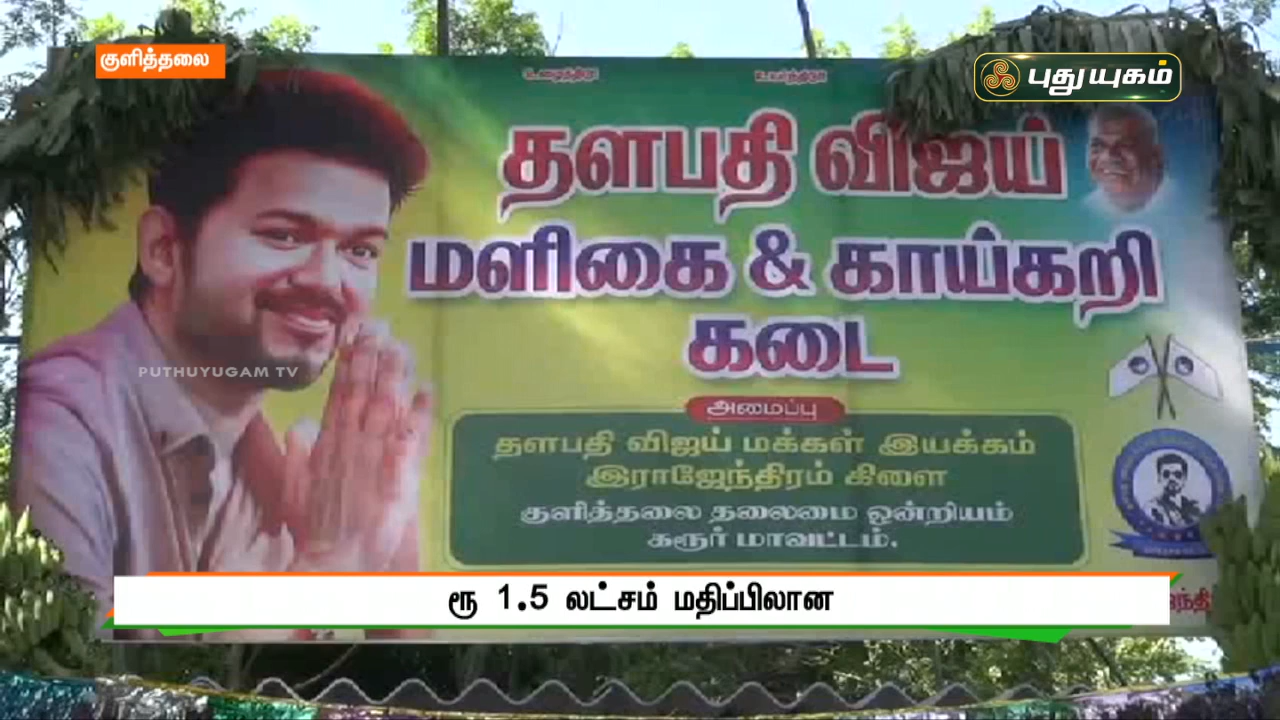 குளித்தலை
புதுயுகம்
தளபதி விஜய்
மளிகை & காய்கறி
கடை
PUTHUYUGAM TV
அமைப்பு
தளபதி விஜய் மக்கள் இயக்கம்
இராஜேந்திரம் கிளை
குளித்தலை தலைமை ஒன்றியம்
கரூர் மாவட்டம்.
ரூ 1.5 லட்சம் மதிப்பிலான